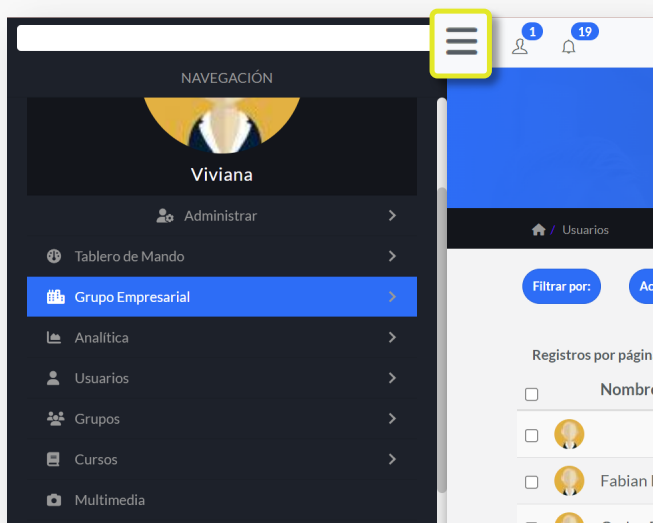 1
19
NAVEGACIÓN
Viviana
Administrar
/ Usuarios
Tablero de Mando
Filtrar por:
Grupo Empresarial
Analítica
Registros por págin
Usuarios
Nombre
Grupos
Cursos
Fabian
Multimedia